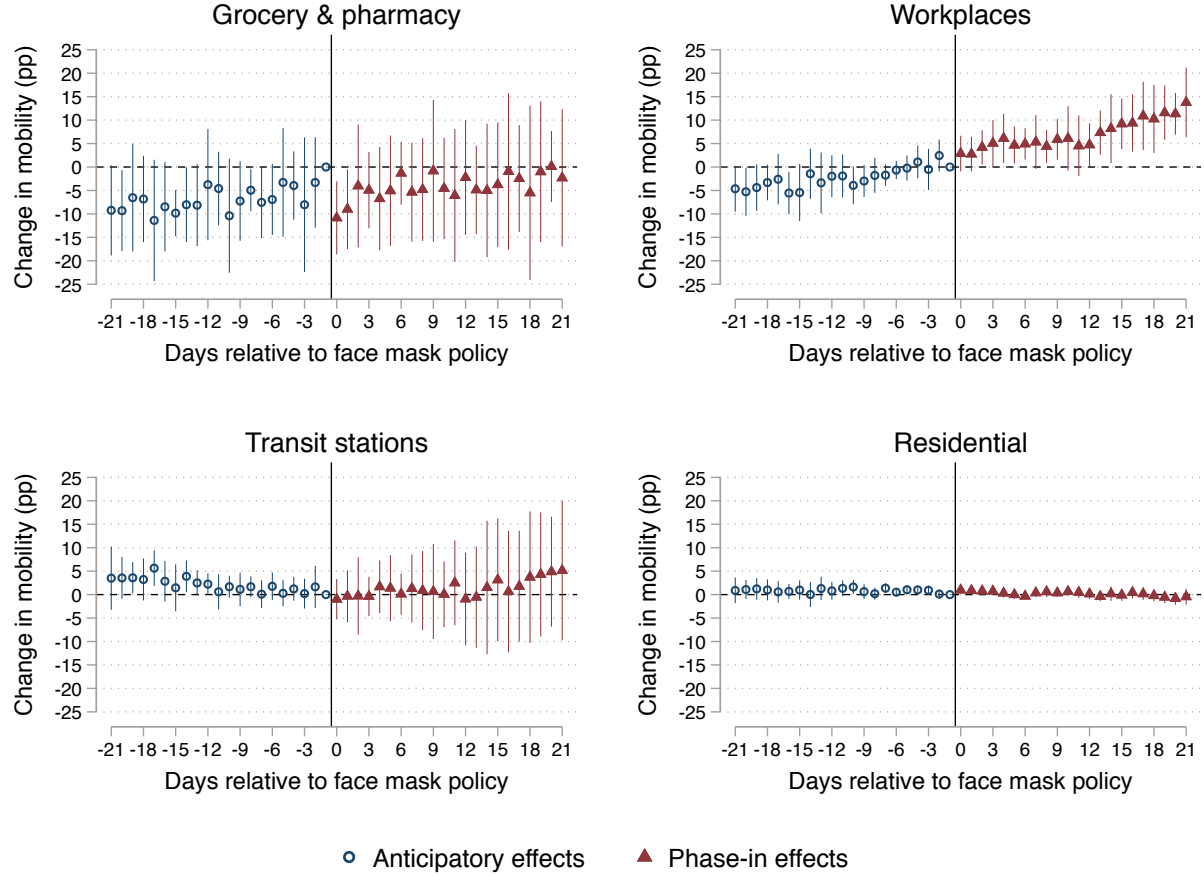 Grocery & pharmacy
Change in mobility (pp)
25
20
15
10
5
0
-5
-10
-15
-20
-25
-21 -18 -15 -12 -9 -6 -3 0 3 6 9 12 15 18 21
Days relative to face mask policy
Workplaces
Change in mobility (pp)
25
20
15
10
5
0
-5
-10
-15
-20
-25
-21 -18 -15 -12 -9 -6 -3 0 3 6 9 12 15 18 21
Days relative to face mask policy
Transit stations
Change in mobility (pp)
25
20
15
10
5
0
-5
-10
-15
-20
-25
-21 -18 -15 -12 -9 -6 -3 0 3 6 9 12 15 18 21
Days relative to face mask policy
Residential
Change in mobility (pp)
25
20
15
10
5
0
-5
-10
-15
-20
-25
-21 -18 -15 -12 -9 -6 -3 0 3 6 9 12 15 18 21
Days relative to face mask policy
Anticipatory effects Phase-in effects